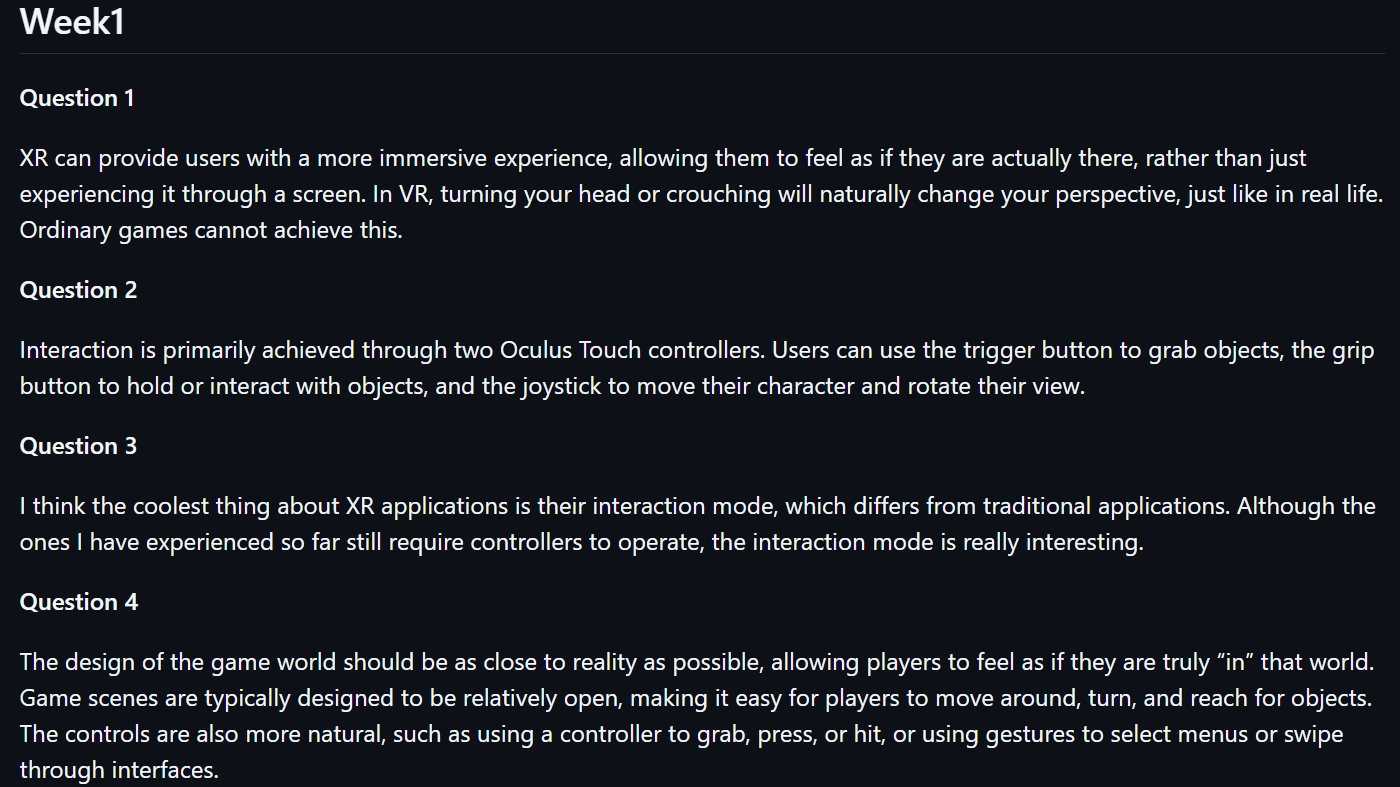 Week1
Question 1
XR can provide users with a more immersive experience, allowing them to feel as if they are actually there, rather than just
experiencing it through a screen. In VR, turning your head or crouching will naturally change your perspective, just like in real life.
Ordinary games cannot achieve this.
Question 2
Interaction is primarily achieved through two Oculus Touch controllers. Users can use the trigger button to grab objects, the grip
button to hold or interact with objects, and the joystick to move their character and rotate their view.
Question 3
I think the coolest thing about XR applications is their interaction mode, which differs from traditional applications. Although the
ones I have experienced so far still require controllers to operate, the interaction mode is really interesting.
Question 4
The design of the game world should be as close to reality as possible, allowing players to feel as if they are truly “in” that world.
Game scenes are typically designed to be relatively open, making it easy for players to move around, turn, and reach for objects.
The controls are also more natural, such as using a controller to grab, press, or hit, or using gestures to select menus or swipe
through interfaces.